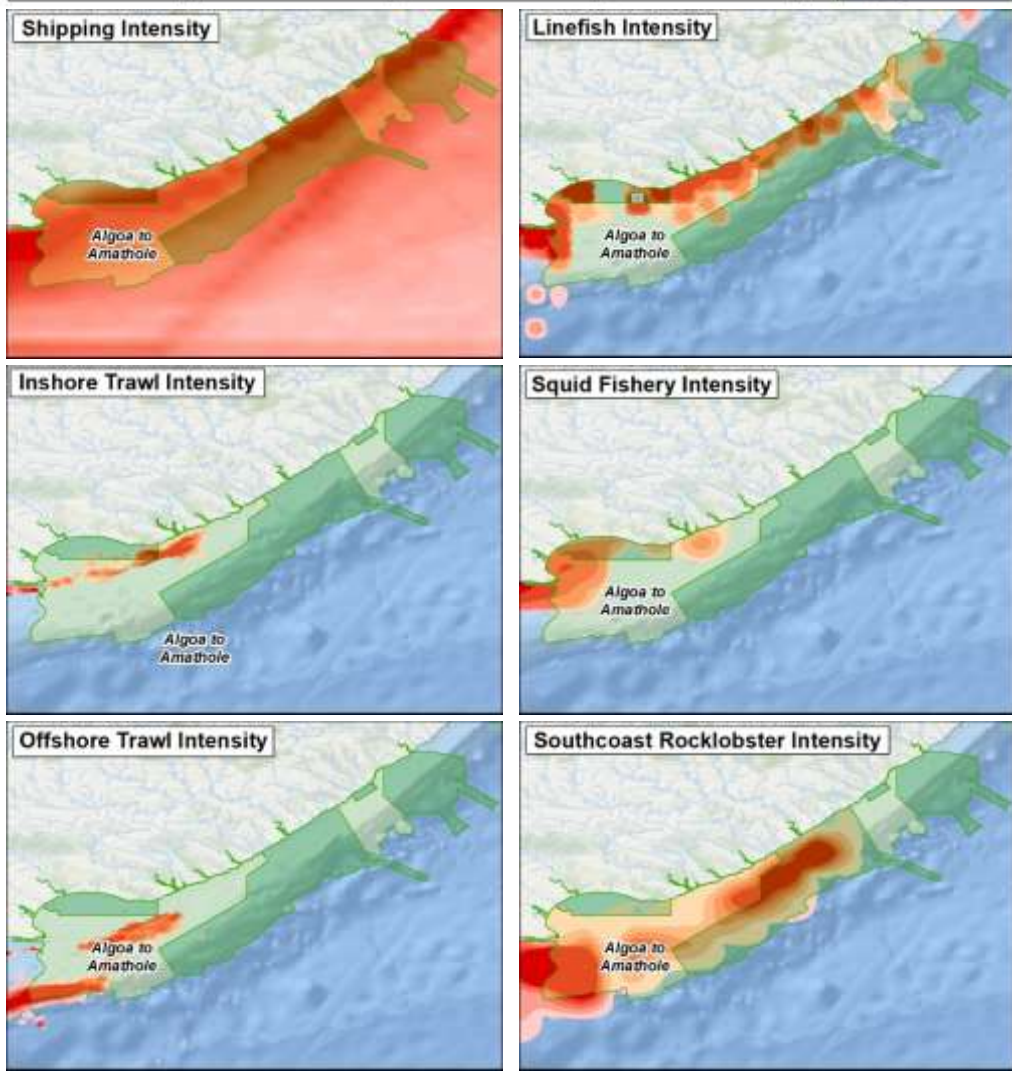 Shipping Intensity
Algoa to
Amathole
Linefish Intensity
Algoa to
Amathole
Inshore Trawl Intensity
Algoa to
Amathole
Squid Fishery Intensity
Algoa to
Amathole
Offshore Trawl Intensity
Algoa to
Amathole
Southcoast Rocklobster Intensity
Algoa to
Amathole